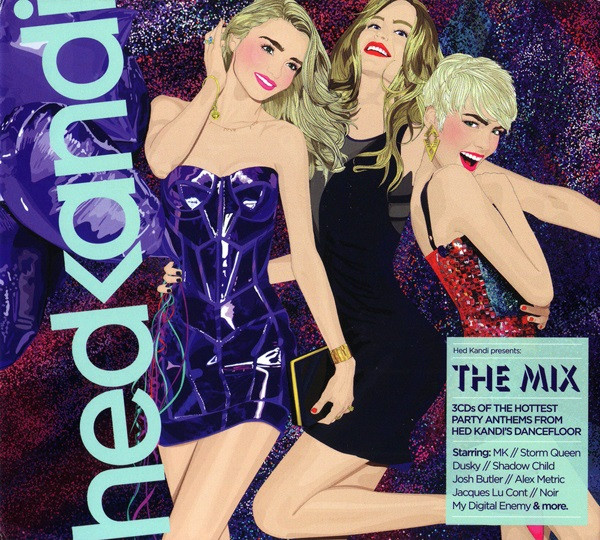 hedkandi
Hed Kandi presents:
THE MIX
3CDs OF THE HOTTEST
PARTY ANTHEMS FROM
HED KANDI'S DANCEFLOOR
Starring: MK // Storm Queen
Dusky // Shadow Child
Josh Butler // Alex Metric
Jacques Lu Cont // Noir
My Digital Enemy & more.